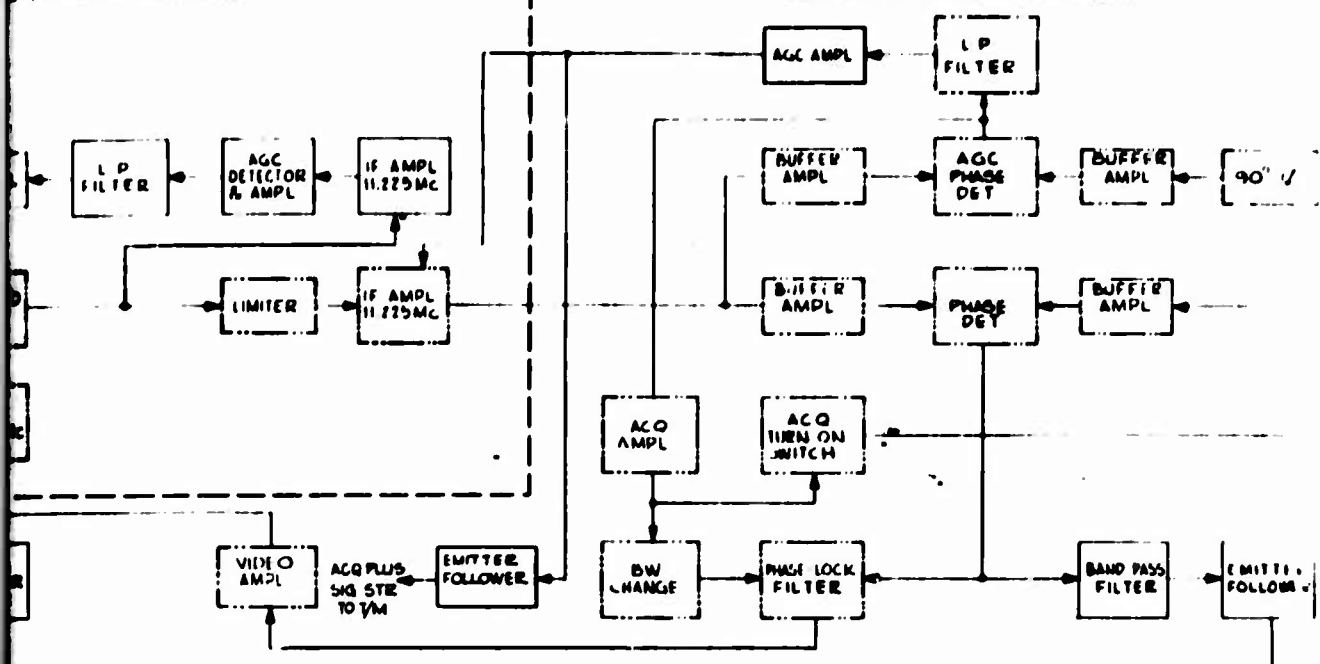 AGC AMPL
L P
FILTER
L P
FILTER
AGC
DETECTOR
& AMPL
IF AMPL
11.225MC
BUFFER
AMPL
AGC
PHASE
DET
BUFFER
AMPL
90°
LIMITER
IF AMPL
11.225MC
BUFFER
AMPL
PHASE
DET
BUFFER
AMPL
ACQ
AMPL
ACQ
TURN ON
SWITCH
VIDEO
AMPL
ACQ PLUS
SIG STR
TO T/M
EMITTER
FOLLOWER
BW
CHANGE
PHASE LOCK
FILTER
BAND PASS
FILTER